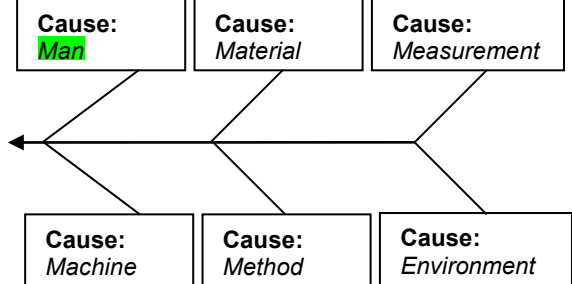 Cause:
Man
Cause:
Material
Cause:
Measurement
Cause:
Machine
Cause:
Method
Cause:
Environment